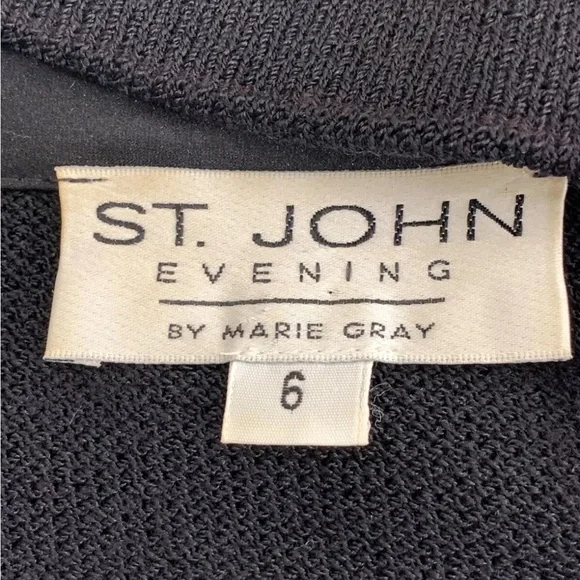 ST. JOHN
EVENING
BY MARIE GRAY
6